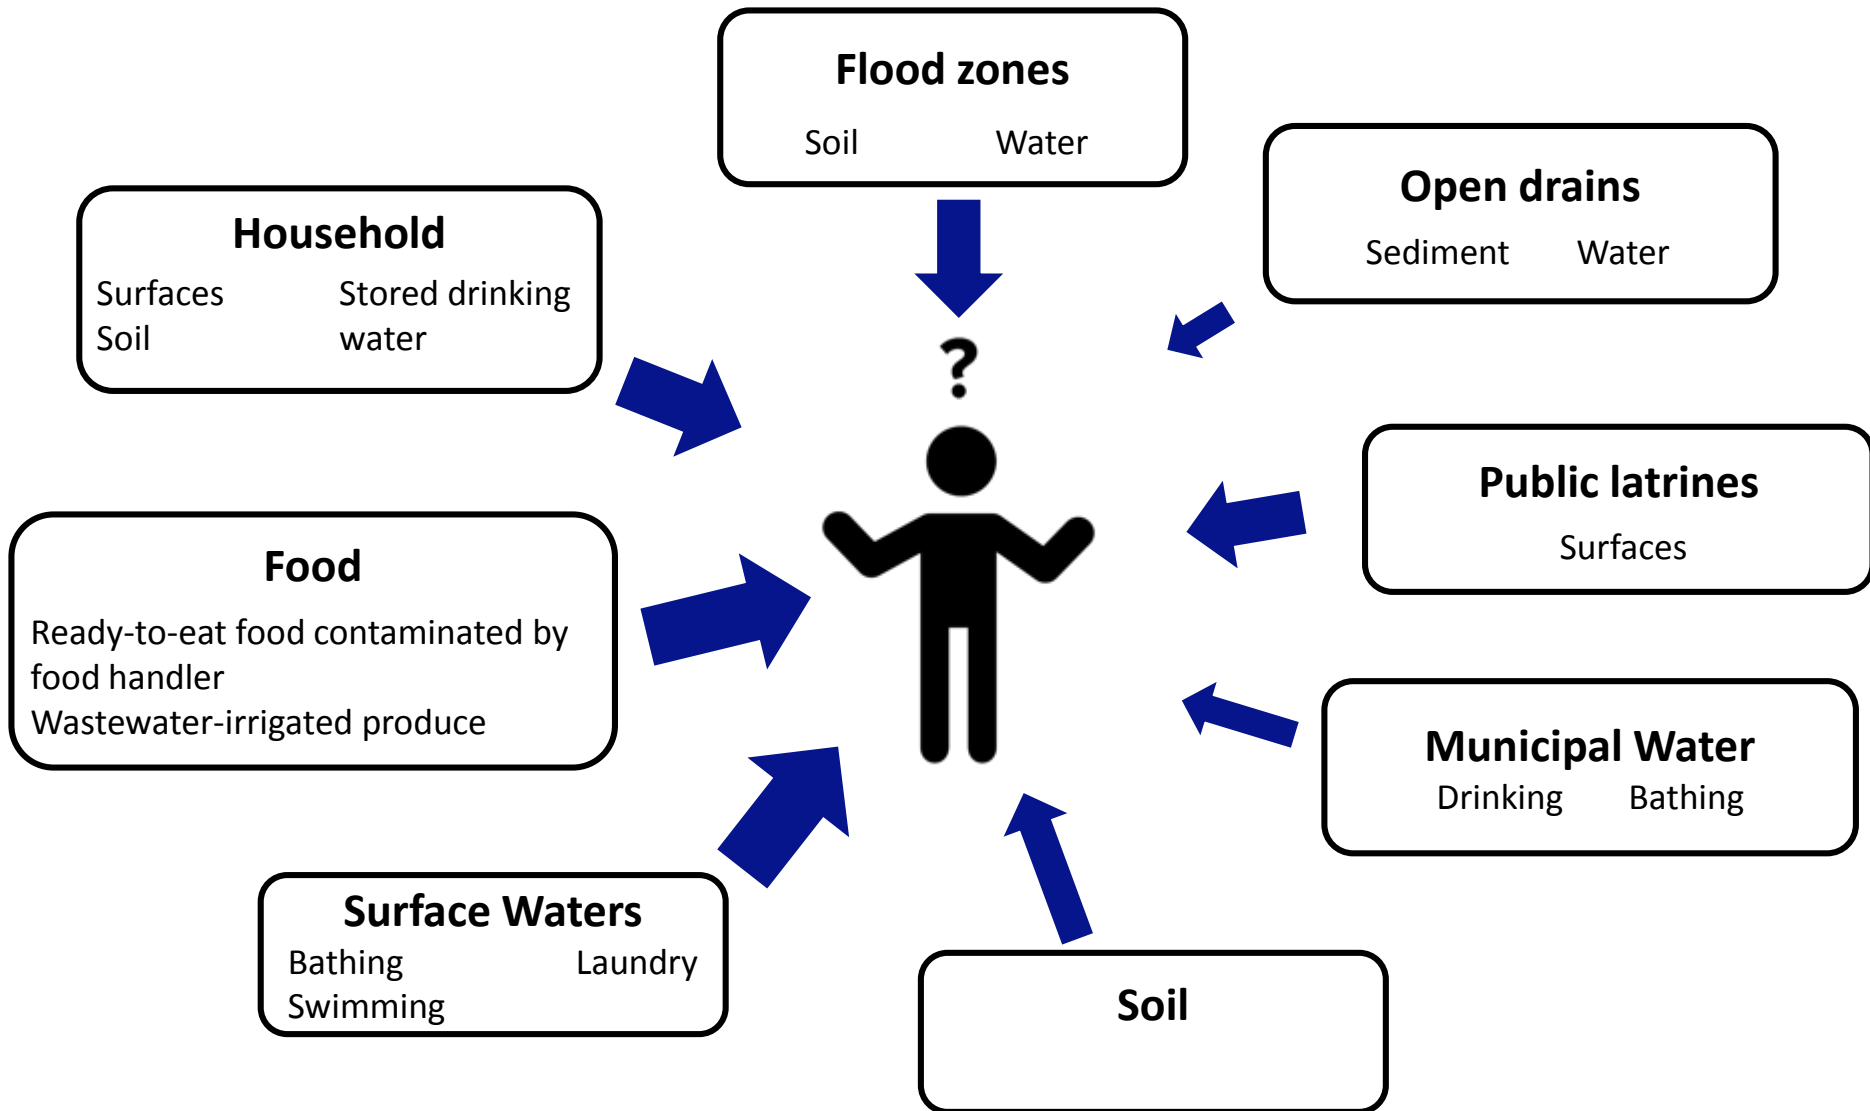 Flood zones
Soil Water
Open drains
Sediment Water
Household
Surfaces Stored drinking
Soil water
?
Public latrines
Surfaces
Food
Ready-to-eat food contaminated by
food handler
Wastewater-irrigated produce
Municipal Water
Drinking Bathing
Surface Waters
Bathing Laundry
Swimming
Soil